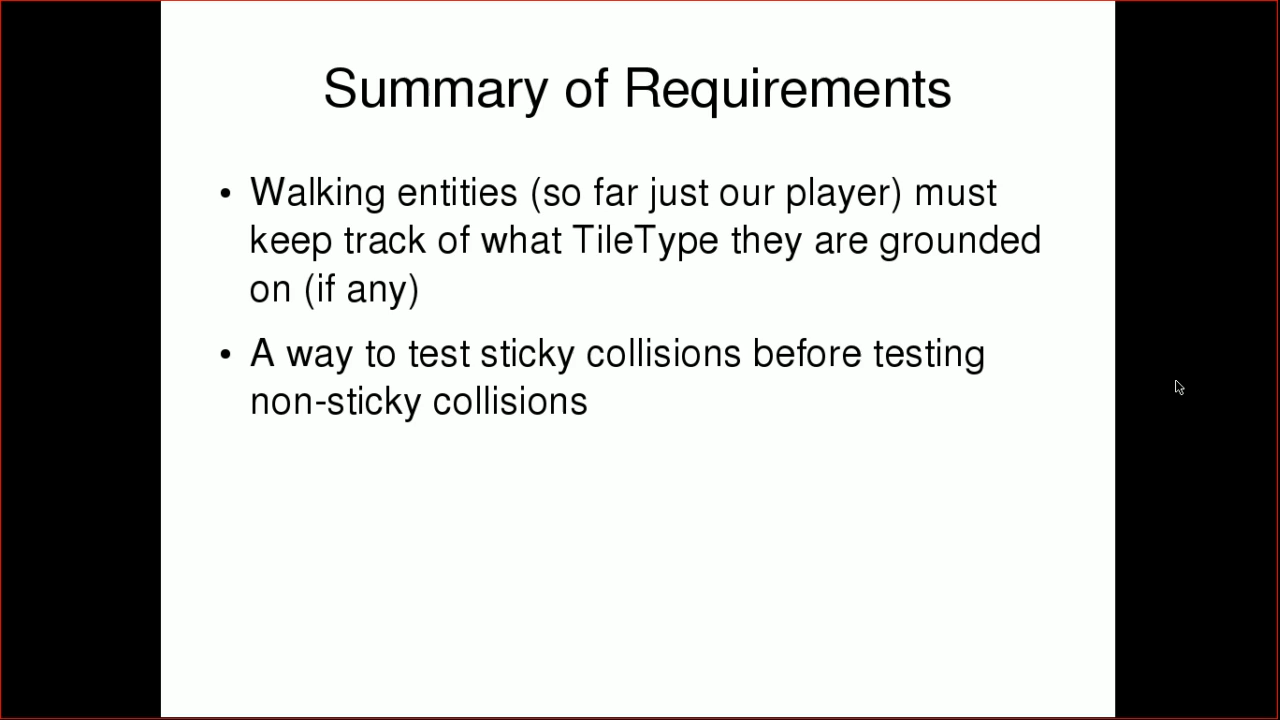 Summary of Requirements
• Walking entities (so far just our player) must
keep track of what TileType they are grounded
on (if any)
• A way to test sticky collisions before testing
non-sticky collisions